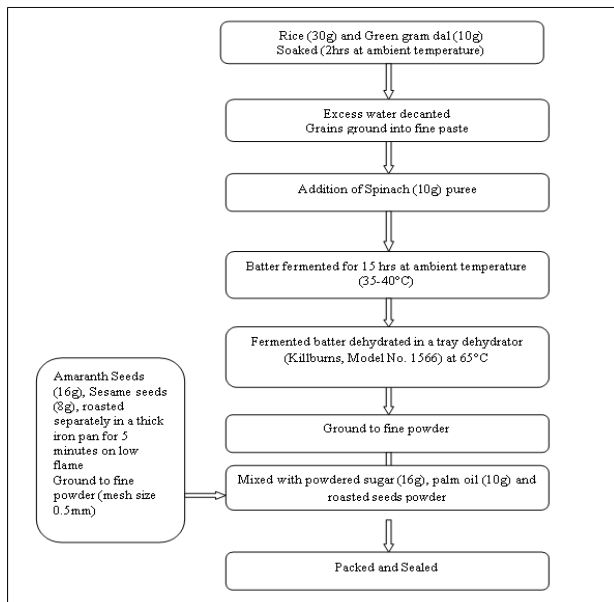 Rice (30g) and Green gram dal (10g)
Soaked (2hrs at ambient temperature)
Excess water decanted
Grains ground into fine paste
Addition of Spinach (10g) puree
Batter fermented for 15 hrs at ambient temperature
(35-40°C)
Fermented batter dehydrated in a tray dehydrator
(Killburns, Model No. 1566) at 65°C
Amaranth Seeds
(16g), Sesame seeds
(8g), roasted
separately in a thick
iron pan for 5
minutes on low
flame
Ground to fine
powder (mesh size
0.5mm)
Ground to fine powder
Mixed with powdered sugar (16g), palm oil (10g) and
roasted seeds powder
Packed and Sealed